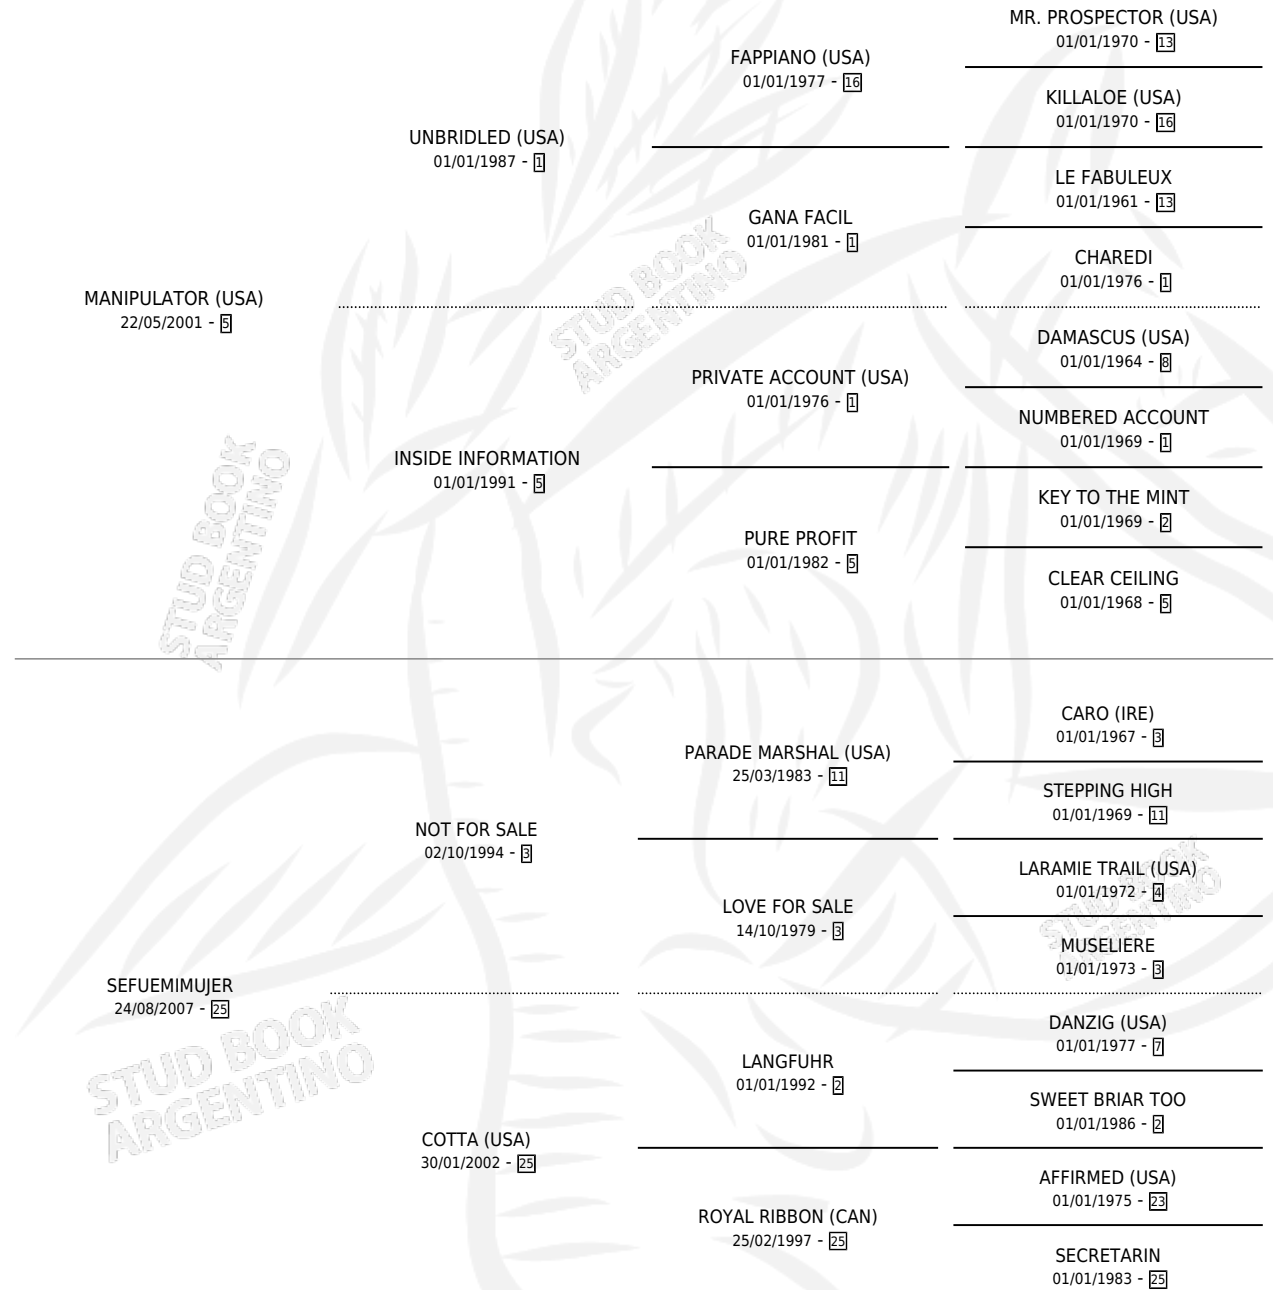 MR. PROSPECTOR (USA)
01/01/1970 - 13
FAPPIANO (USA)
01/01/1977 - 16
KILLALOE (USA)
01/01/1970 - 16
UNBRIDLED (USA)
01/01/1987 - 1
LE FABULEUX
01/01/1961 - 13
GANA FACIL
01/01/1981 - 1
CHAREDI
01/01/1976 - 1
MANIPULATOR (USA)
22/05/2001 - 5
DAMASCUS (USA)
01/01/1964 - 8
PRIVATE ACCOUNT (USA)
01/01/1976 - 1
NUMBERED ACCOUNT
01/01/1969 - 1
INSIDE INFORMATION
01/01/1991 - 5
KEY TO THE MINT
01/01/1969 - 2
PURE PROFIT
01/01/1982 - 5
CLEAR CEILING
01/01/1968 - 5
STUD BOOK
ARGENTINO
STUD BOOK
ARGENTINO
CARO (IRE)
01/01/1967 - 3
PARADE MARSHAL (USA)
25/03/1983 - 11
STEPPING HIGH
01/01/1969 - 11
NOT FOR SALE
02/10/1994 - 3
LARAMIE TRAIL (USA)
01/01/1972 - 4
LOVE FOR SALE
14/10/1979 - 3
MUSELIERE
01/01/1973 - 3
SEFUEMIMUJER
24/08/2007 - 25
DANZIG (USA)
01/01/1977 - 7
LANGFUHR
01/01/1992 - 2
SWEET BRIAR TOO
01/01/1986 - 2
COTTA (USA)
30/01/2002 - 25
AFFIRMED (USA)
01/01/1975 - 23
ROYAL RIBBON (CAN)
25/02/1997 - 25
SECRETARIN
01/01/1983 - 25
STUD BOOK
ARGENTINO
STUD BOOK
ARGENTINO